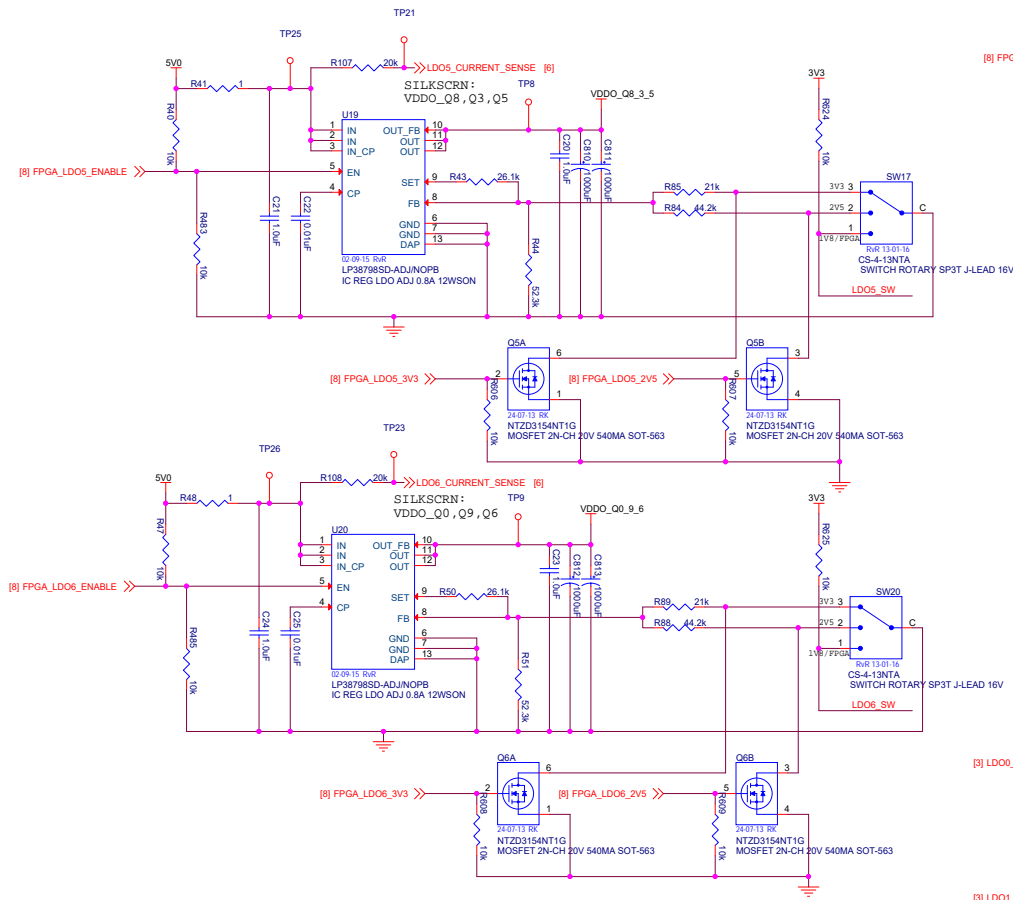 TP21
TP25
R107 20k
LDO5_CURRENT_SENSE [6]
[8] FPG
5V0
R41 1
SILKSCRN:
VDDO_Q8,Q3,Q5
TP8
VDDO_Q8_3_5
3V3
R40
10k
U19
1 IN OUT_FB 10
2 IN OUT 11
3 IN_CP OUT 12
R624
10k
[8] FPGA_LDO5_ENABLE
5 EN
4 CP
SET 9
FB 8
R43 26.1k
C20
1.0uF
C810
1000uF
C811
1000uF
R85 21k
R84 44.2k
SW17
3V3 3
2V5 2
1
1V8/FPGA
C
R483
10k
C21
1.0uF
C22
0.01uF
GND 6
GND 7
DAP 13
R44
52.3k
02-09-15 RvR
LP38798SD-ADJ/NOPB
IC REG LDO ADJ 0.8A 12WSON
RvR 13-01-16
CS-4-13NTA
SWITCH ROTARY SP3T J-LEAD 16V
LDO5_SW
Q5A
6
2
1
Q5B
3
5
4
[8] FPGA_LDO5_3V3
[8] FPGA_LDO5_2V5
R606
10k
R607
10k
24-07-13 RK
NTZD3154NT1G
MOSFET 2N-CH 20V 540MA SOT-563
24-07-13 RK
NTZD3154NT1G
MOSFET 2N-CH 20V 540MA SOT-563
TP23
TP26
R108 20k
LDO6_CURRENT_SENSE [6]
5V0
R48 1
SILKSCRN:
VDDO_Q0,Q9,Q6
TP9
VDDO_Q0_9_6
3V3
R47
10k
U20
1 IN OUT_FB 10
2 IN OUT 11
3 IN_CP OUT 12
R625
10k
[8] FPGA_LDO6_ENABLE
5 EN
4 CP
SET 9
FB 8
R50 26.1k
C23
1.0uF
C812
1000uF
C813
1000uF
R89 21k
R88 44.2k
SW20
3V3 3
2V5 2
1
1V8/FPGA
C
R485
10k
C24
1.0uF
C25
0.01uF
GND 6
GND 7
DAP 13
R51
52.3k
02-09-15 RvR
LP38798SD-ADJ/NOPB
IC REG LDO ADJ 0.8A 12WSON
RvR 13-01-16
CS-4-13NTA
SWITCH ROTARY SP3T J-LEAD 16V
LDO6_SW
Q6A
6
2
1
Q6B
3
5
4
[3] LDO0_
[8] FPGA_LDO6_3V3
[8] FPGA_LDO6_2V5
R608
10k
R609
10k
24-07-13 RK
NTZD3154NT1G
MOSFET 2N-CH 20V 540MA SOT-563
24-07-13 RK
NTZD3154NT1G
MOSFET 2N-CH 20V 540MA SOT-563
[3] LDO1